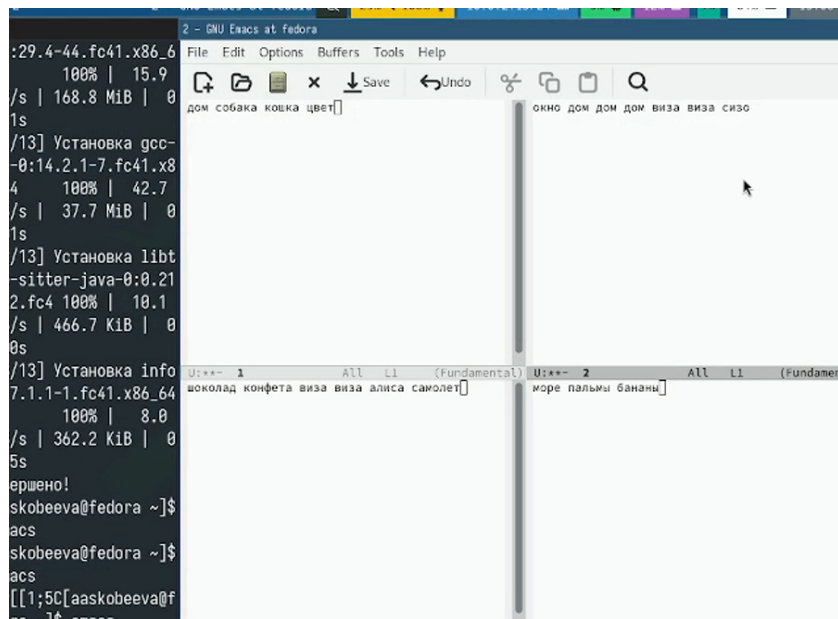 GNU Emacs at fedora
2 - GNU Emacs at fedora
:29.4-44.fc41.x86_6
100% | 15.9
/s | 168.8 MiB | 0
1s
/13] Установка gcc-
-0:14.2.1-7.fc41.x8
4 100% | 42.7
/s | 37.7 MiB | 0
1s
/13] Установка libt
-sitter-java-0:0.21
2.fc4 100% | 10.1
/s | 466.7 KiB | 0
0s
/13] Установка info
7.1.1-1.fc41.x86_64
100% | 8.0
/s | 362.2 KiB | 0
5s
ершено!
skobeeva@fedora ~]$
acs
skobeeva@fedora ~]$
acs
[[1;5C[aaskobeeva@f
File Edit Options Buffers Tools Help
Save Undo
дом собака кошка цвет
U:**- 1 All L1 (Fundamental)
окно дом дом дом виза виза сизо
U:**- 2 All L1 (Fundamen
шоколад конфета виза виза алиса самолет
море пальмы бананы